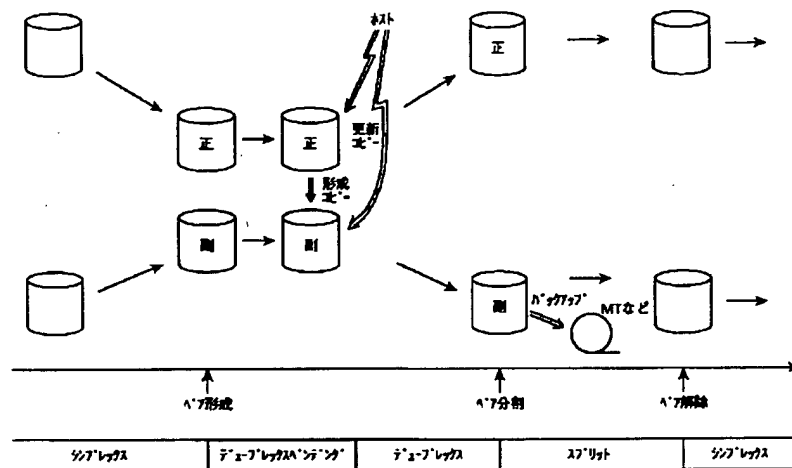 ホスト
正
正
正
更新
コピー
形成
コピー
副
副
副
バックアップ
MTなど
ペア形成
ペア分割
ペア解除
シンプレックス
デュープレックスペンデング
デュープレックス
スプリット
シンプレックス